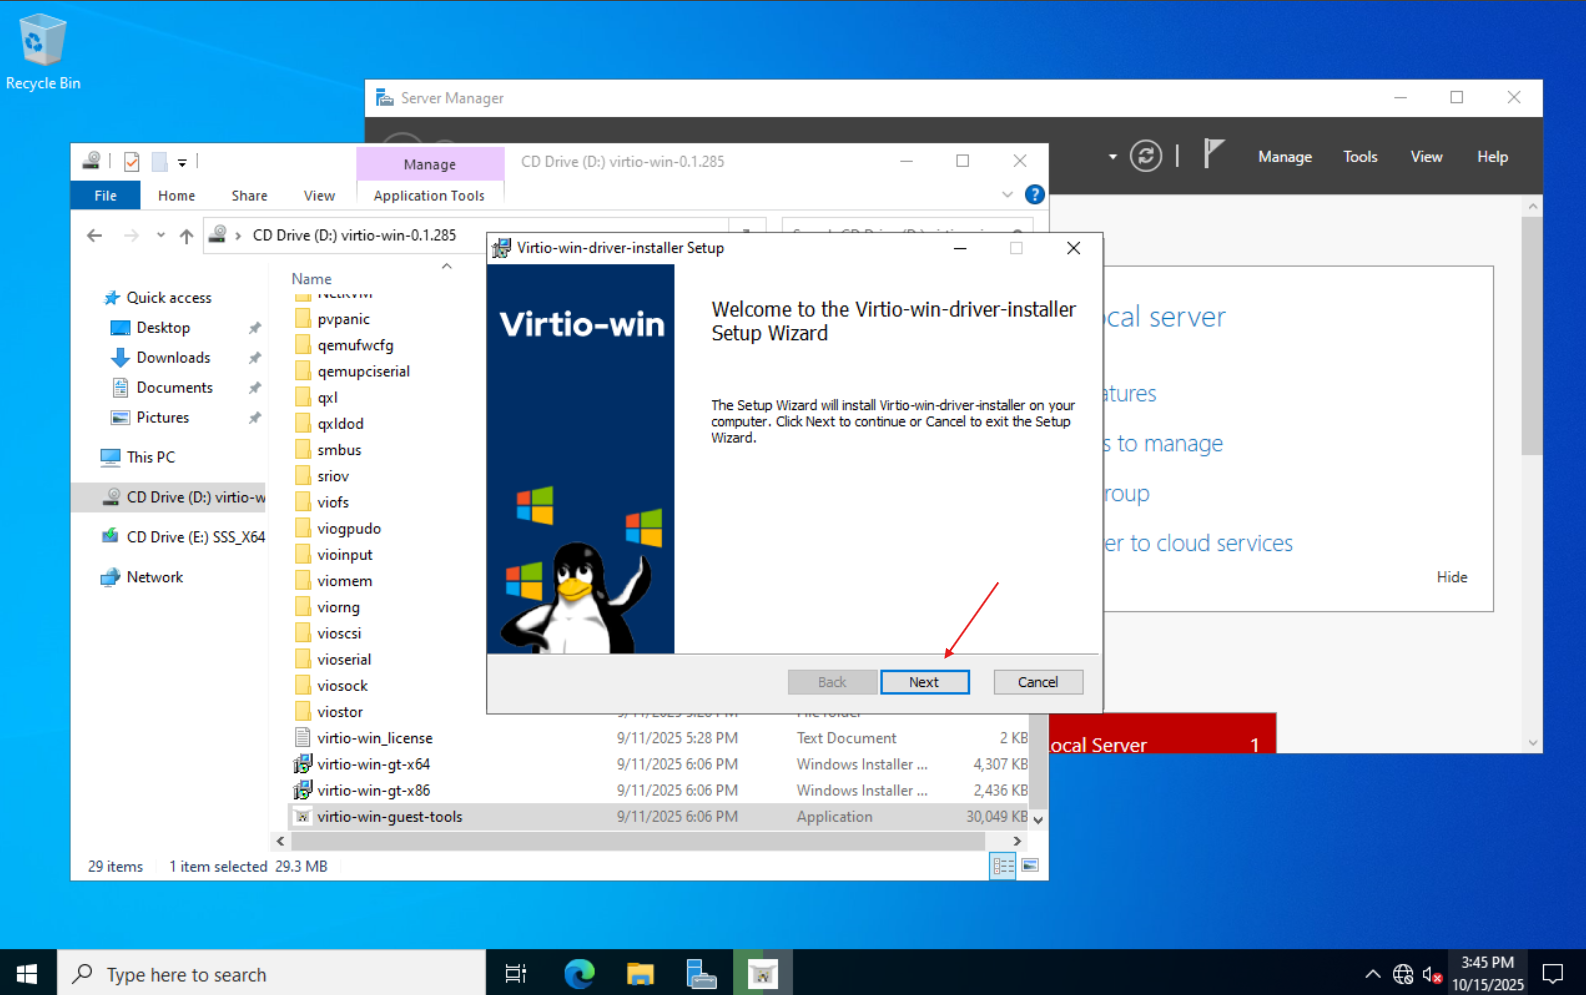 Recycle Bin
Server Manager
Manage
Tools
View
Help
Manage
CD Drive (D:) virtio-win-0.1.285
File
Home
Share
View
Application Tools
CD Drive (D:) virtio-win-0.1.285
Name
Quick access
Desktop
Downloads
Documents
Pictures
This PC
CD Drive (D:) virtio-w
CD Drive (E:) SSS_X64
Network
pvpanic
qemufwcfg
qemupciserial
qxl
qxldod
smbus
sriov
viofs
viogpudo
vioinput
viomem
viorng
vioscsi
vioserial
viosock
viostor
virtio-win_license 9/11/2025 5:28 PM Text Document 2 KB
virtio-win-gt-x64 9/11/2025 6:06 PM Windows Installer ... 4,307 KB
virtio-win-gt-x86 9/11/2025 6:06 PM Windows Installer ... 2,436 KB
virtio-win-guest-tools 9/11/2025 6:06 PM Application 30,049 KB
29 items 1 item selected 29.3 MB
Virtio-win-driver-installer Setup
Virtio-win
Welcome to the Virtio-win-driver-installer
Setup Wizard
The Setup Wizard will install Virtio-win-driver-installer on your
computer. Click Next to continue or Cancel to exit the Setup
Wizard.
Back
Next
Cancel
ocal server
atures
s to manage
roup
er to cloud services
Hide
ocal Server 1
Type here to search
3:45 PM
10/15/2025